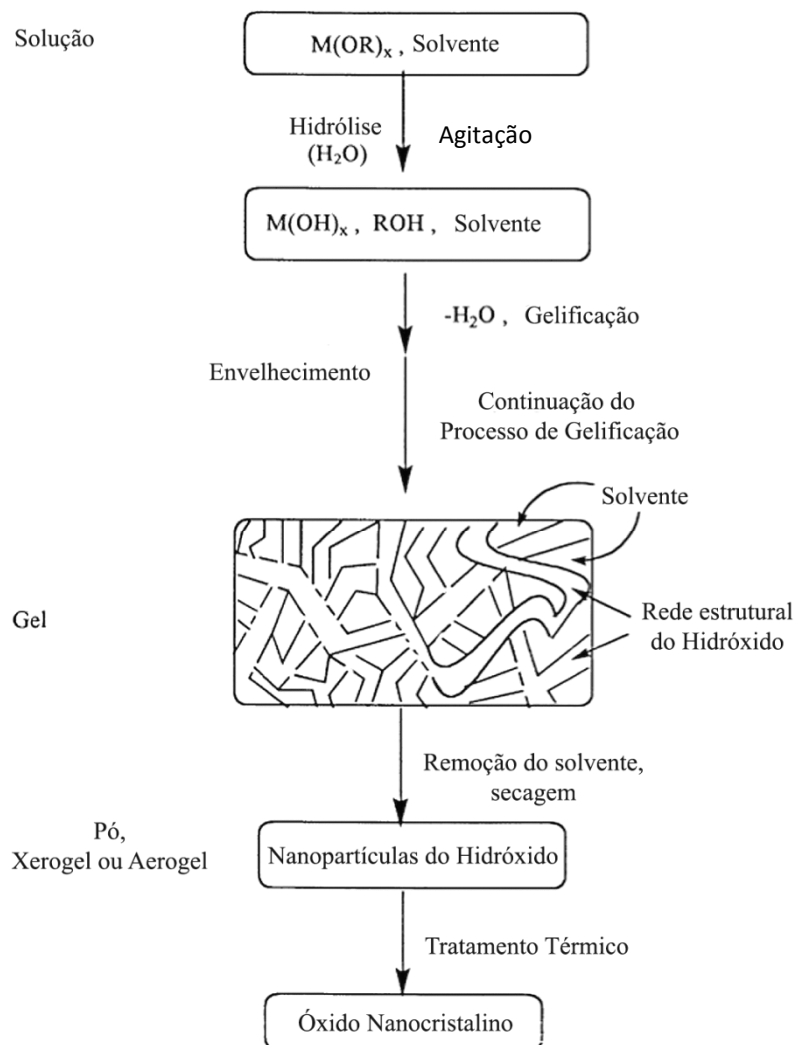 Solução
M(OR)ₓ, Solvente
Hidrólise
(H₂O)
Agitação
M(OH)ₓ, ROH, Solvente
-H₂O, Gelificação
Envelhecimento
Continuação do
Processo de Gelificação
Solvente
Gel
Rede estrutural
do Hidróxido
Remoção do solvente,
secagem
Pó,
Xerogel ou Aerogel
Nanopartículas do Hidróxido
Tratamento Térmico
Óxido Nanocristalino